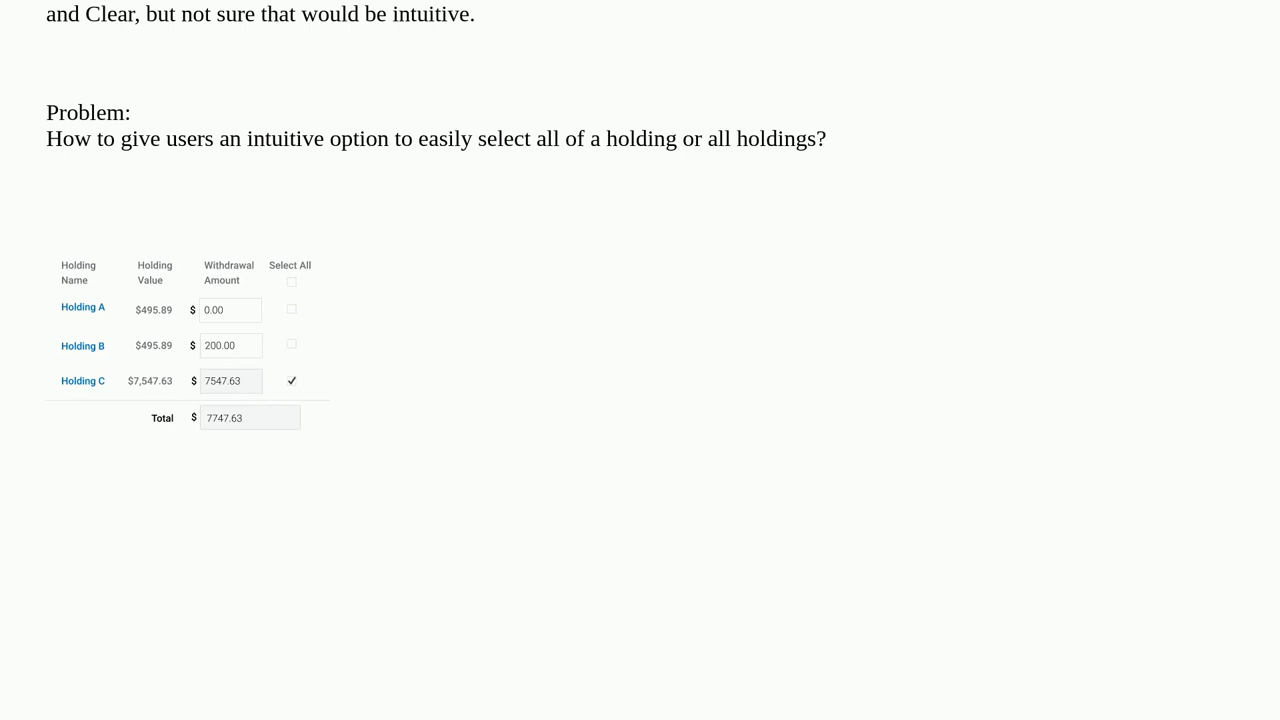 and Clear, but not sure that would be intuitive.
Problem:
How to give users an intuitive option to easily select all of a holding or all holdings?
Holding Name Holding Value Withdrawal Amount Select All
Holding A $495.89 $ 0.00
Holding B $495.89 $ 200.00
Holding C $7,547.63 $ 7547.63
Total $ 7747.63